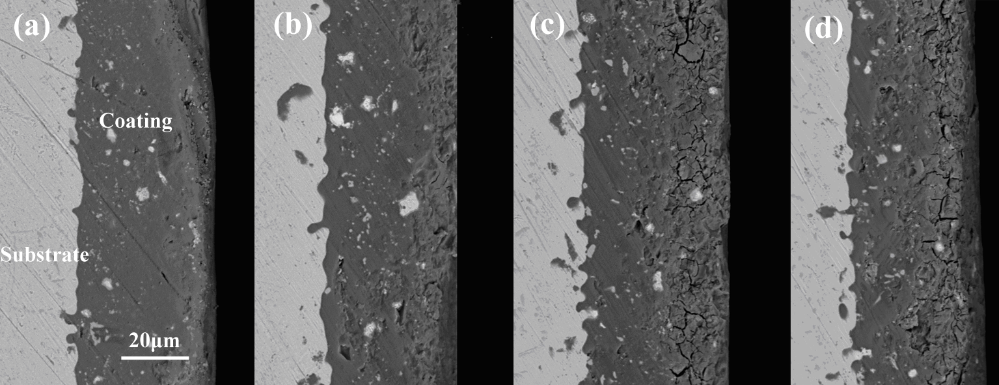 (a)
(b)
(c)
(d)
Coating
Substrate
20μm